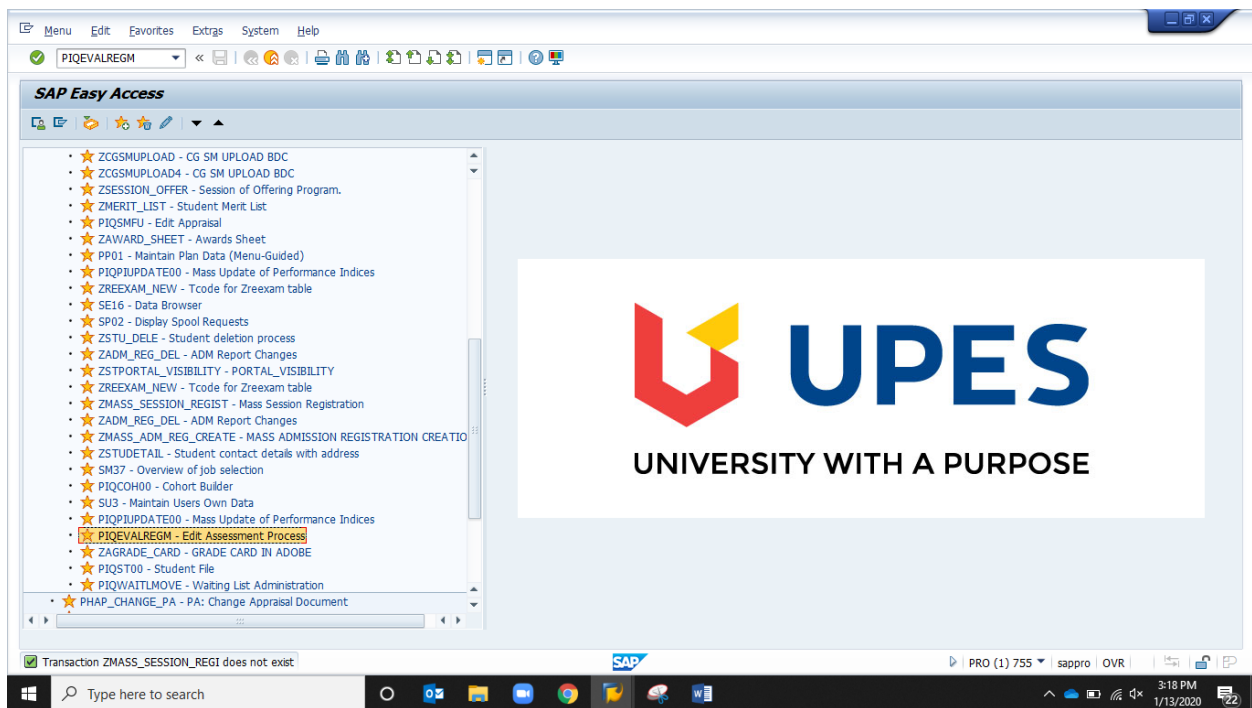 Menu Edit Favorites Extras System Help
PIQEVALREGM
SAP Easy Access
ZCGSMUPLOAD - CG SM UPLOAD BDC
ZCGSMUPLOAD4 - CG SM UPLOAD BDC
ZSESSION_OFFER - Session of Offering Program.
ZMERIT_LIST - Student Merit List
PIQSMFU - Edit Appraisal
ZAWARD_SHEET - Awards Sheet
PP01 - Maintain Plan Data (Menu-Guided)
PIQPIUPDATE00 - Mass Update of Performance Indices
ZREEXAM_NEW - Tcode for Zreexam table
SE16 - Data Browser
SP02 - Display Spool Requests
ZSTU_DELE - Student deletion process
ZADM_REG_DEL - ADM Report Changes
ZSTPORTAL_VISIBILITY - PORTAL_VISIBILITY
ZREEXAM_NEW - Tcode for Zreexam table
ZMASS_SESSION_REGIST - Mass Session Registration
ZADM_REG_DEL - ADM Report Changes
ZMASS_ADM_REG_CREATE - MASS ADMISSION REGISTRATION CREATIO
ZSTUDETAIL - Student contact details with address
SM37 - Overview of job selection
PIQCOH00 - Cohort Builder
SU3 - Maintain Users Own Data
PIQPIUPDATE00 - Mass Update of Performance Indices
PIQEVALREGM - Edit Assessment Process
ZAGRADE_CARD - GRADE CARD IN ADOBE
PIQST00 - Student File
PIQWAITLMOVE - Waiting List Administration
PHAP_CHANGE_PA - PA: Change Appraisal Document
UPES
UNIVERSITY WITH A PURPOSE
Transaction ZMASS_SESSION_REGI does not exist
SAP
PRO (1) 755 sappro OVR
Type here to search
3:18 PM
1/13/2020
22